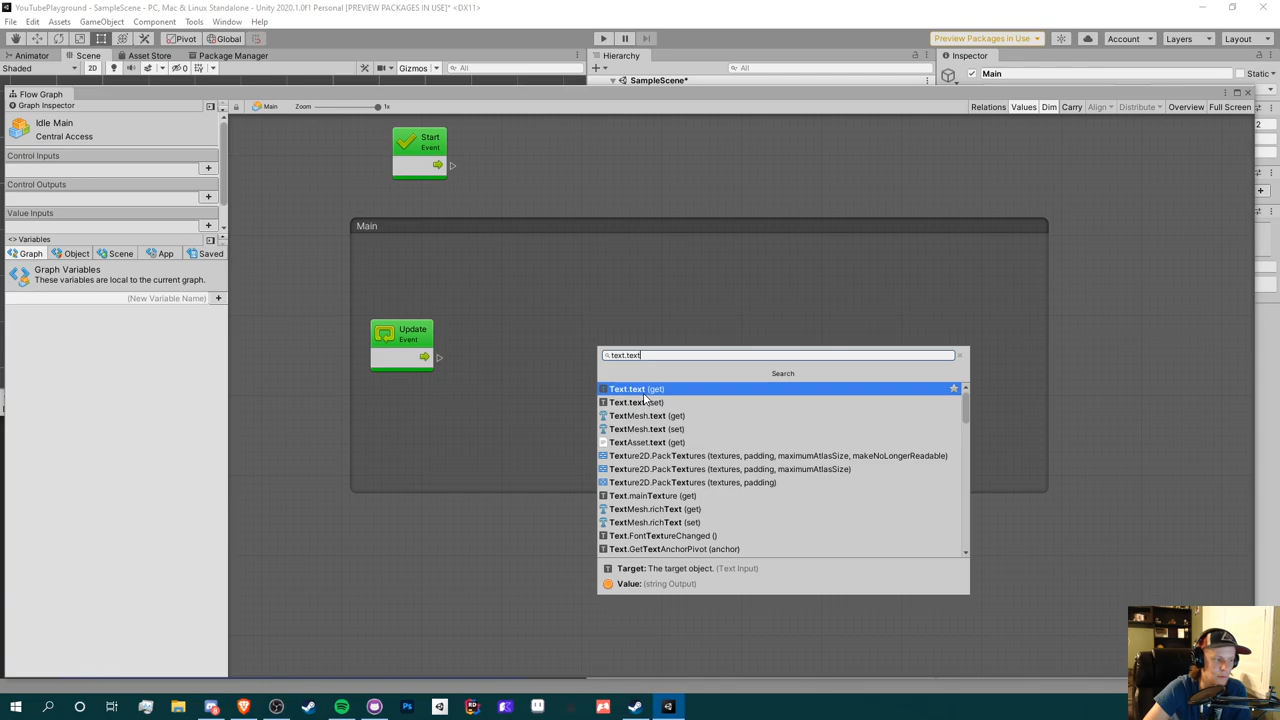 YouTubePlayground - SampleScene - PC, Mac & Linux Standalone - Unity 2020.1.0f1 Personal [PREVIEW PACKAGES IN USE]* <DX11>
File Edit Assets GameObject Component Tools Window Help
Pivot Global Preview Packages in Use Account Layers Layout
Animator Scene Asset Store Package Manager Hierarchy Inspector
Shaded 2D 0 Gizmos All All Main Static
SampleScene*
Flow Graph
Graph Inspector Main Zoom 1x Relations Values Dim Carry Align Distribute Overview Full Screen
Idle Main
Central Access
Control Inputs
Control Outputs
Value Inputs
<> Variables
Graph Object Scene App Saved
Graph Variables
These variables are local to the current graph.
(New Variable Name)
Start
Event
Main
Update
Event
text.text
Search
Text.text (get)
Text.text (set)
TextMesh.text (get)
TextMesh.text (set)
TextAsset.text (get)
Texture2D.PackTextures (textures, padding, maximumAtlasSize, makeNoLongerReadable)
Texture2D.PackTextures (textures, padding, maximumAtlasSize)
Texture2D.PackTextures (textures, padding)
Text.mainTexture (get)
TextMesh.richText (get)
TextMesh.richText (set)
Text.FontTextureChanged ()
Text.GetTextAnchorPivot (anchor)
Target: The target object. (Text Input)
Value: (string Output)